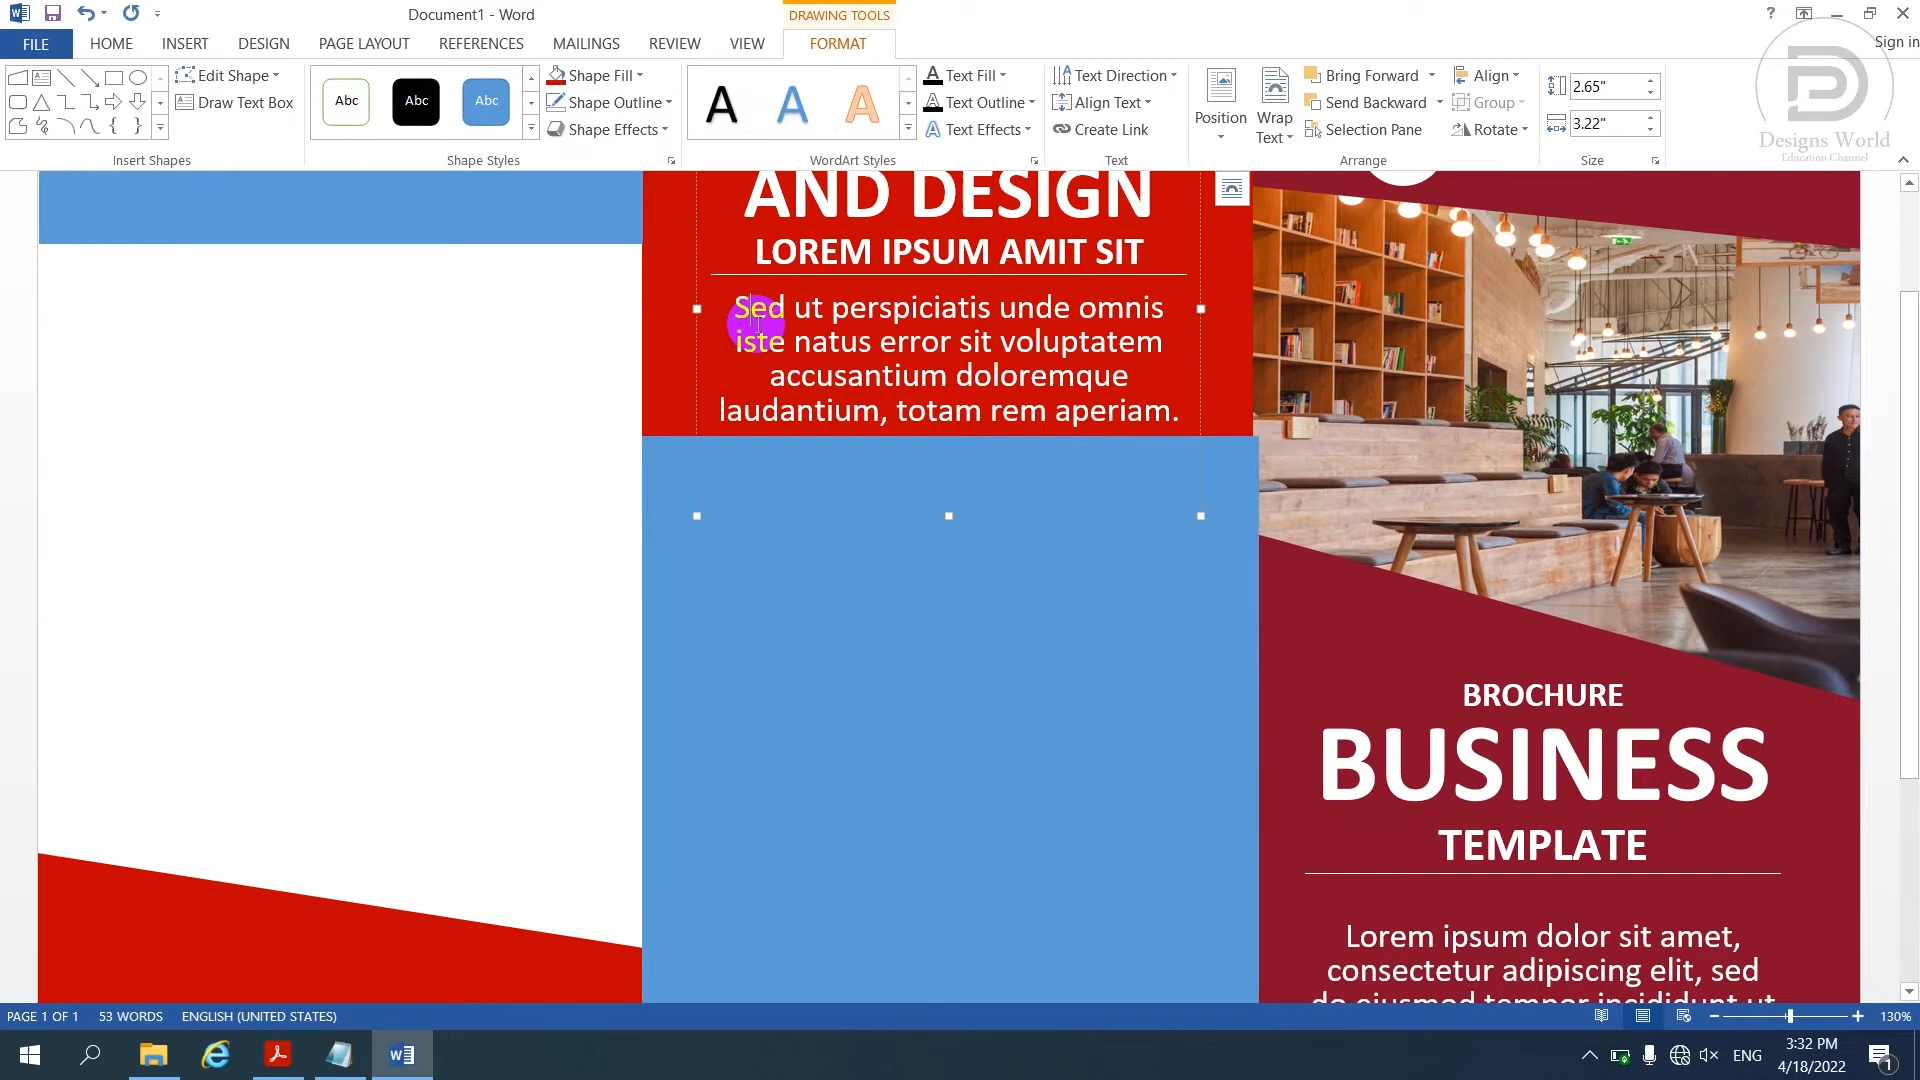 Document1 - Word
DRAWING TOOLS
?
Sign in
FILE
HOME
INSERT
DESIGN
PAGE LAYOUT
REFERENCES
MAILINGS
REVIEW
VIEW
FORMAT
Edit Shape
Draw Text Box
Insert Shapes
Abc
Abc
Abc
Shape Fill
Shape Outline
Shape Effects
Shape Styles
A
A
A
Text Fill
Text Outline
Text Effects
WordArt Styles
Text Direction
Align Text
Create Link
Text
Position
Wrap
Text
Bring Forward
Send Backward
Selection Pane
Align
Group
Rotate
Arrange
2.65"
3.22"
Size
Designs World
Education Channel
AND DESIGN
LOREM IPSUM AMIT SIT
Sed ut perspiciatis unde omnis
iste natus error sit voluptatem
accusantium doloremque
laudantium, totam rem aperiam.
BROCHURE
BUSINESS
TEMPLATE
Lorem ipsum dolor sit amet,
consectetur adipiscing elit, sed
do eiusmod tempor incididunt ut
PAGE 1 OF 1
53 WORDS
ENGLISH (UNITED STATES)
130%
ENG
3:32 PM
4/18/2022
1